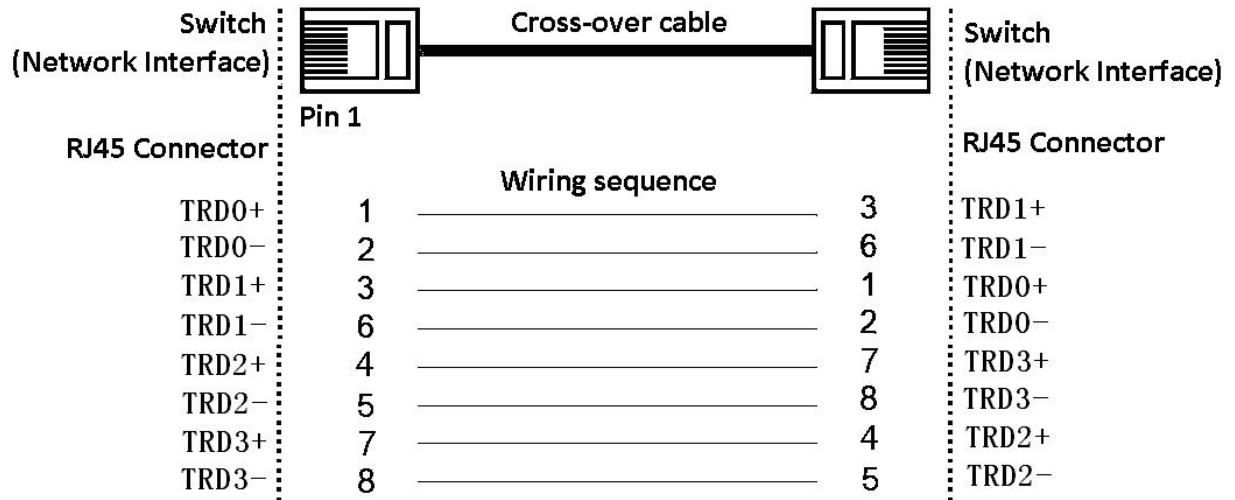 Switch
(Network Interface)
Cross-over cable
Switch
(Network Interface)
Pin 1
RJ45 Connector
RJ45 Connector
Wiring sequence
TRD0+ 1 3 TRD1+
TRD0- 2 6 TRD1-
TRD1+ 3 1 TRD0+
TRD1- 6 2 TRD0-
TRD2+ 4 7 TRD3+
TRD2- 5 8 TRD3-
TRD3+ 7 4 TRD2+
TRD3- 8 5 TRD2-